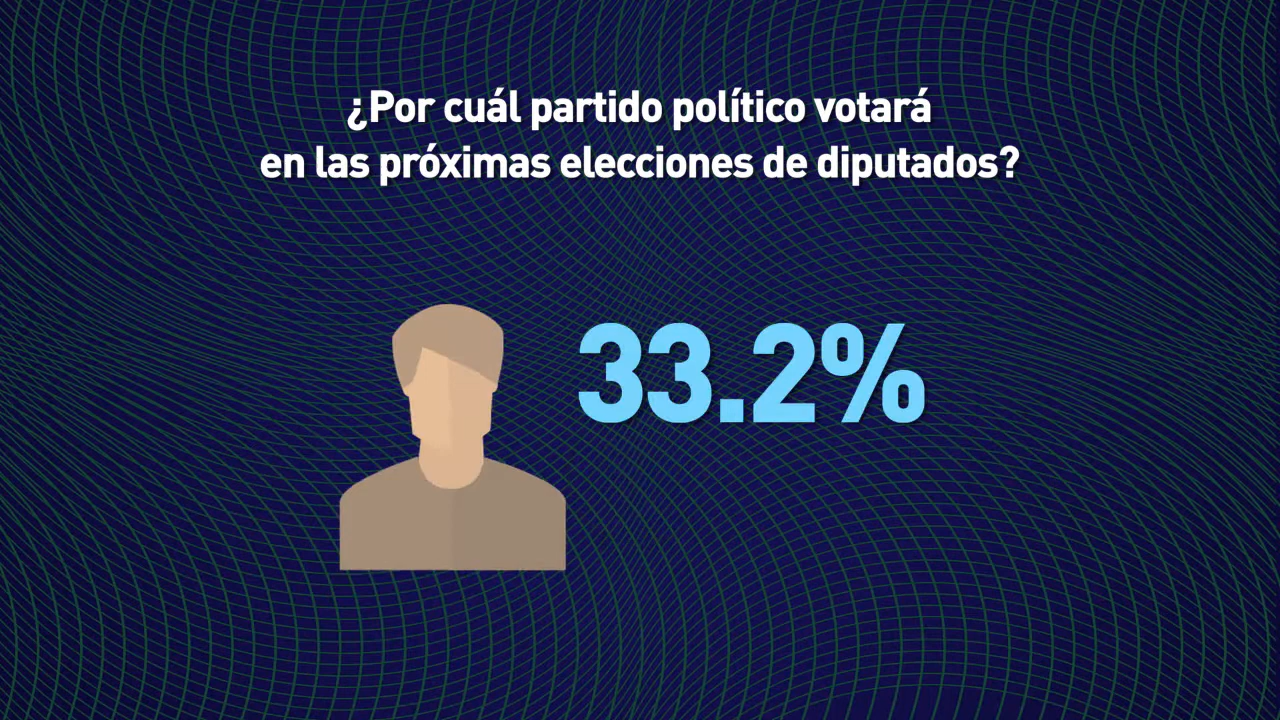 ¿Por cuál partido político votará
en las próximas elecciones de diputados?
33.2%